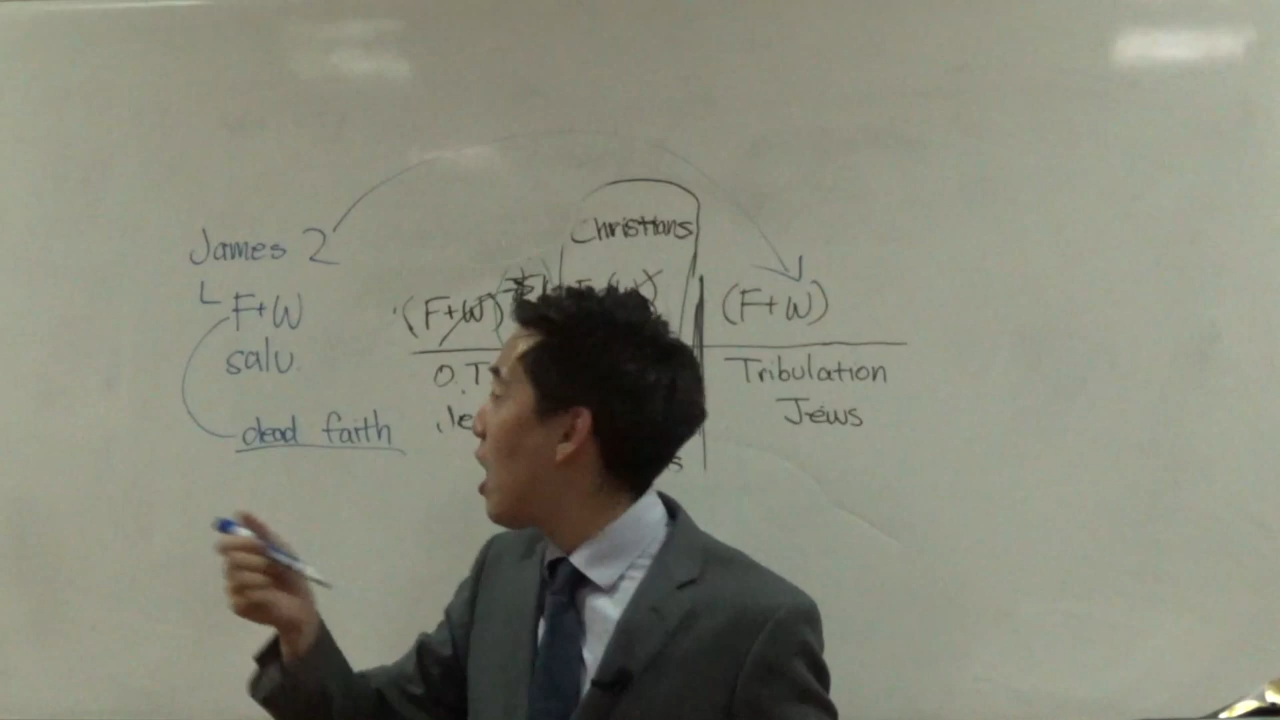 Christians
James 2
F+W
salv.
dead faith
(F+W)
O.T
(F+W)
Tribulation
Jews